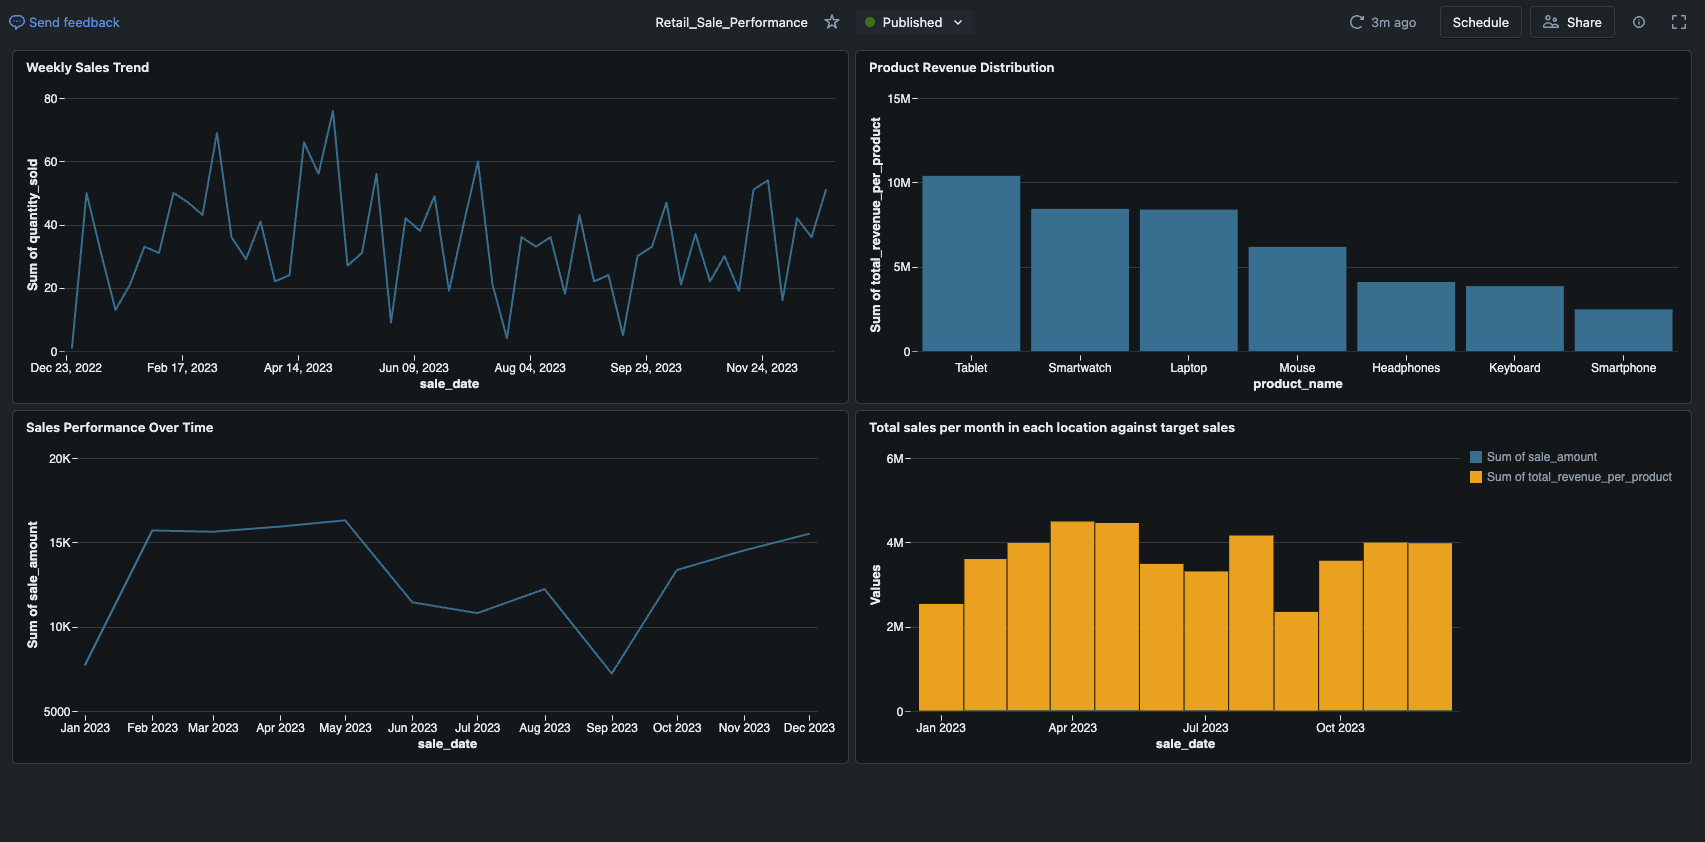 Send feedback
Retail_Sale_Performance
Published
3m ago
Schedule
Share
Weekly Sales Trend
80
60
40
20
0
Sum of quantity_sold
Dec 23, 2022 Feb 17, 2023 Apr 14, 2023 Jun 09, 2023 Aug 04, 2023 Sep 29, 2023 Nov 24, 2023
sale_date
Product Revenue Distribution
15M
10M
5M
0
Sum of total_revenue_per_product
Tablet Smartwatch Laptop Mouse Headphones Keyboard Smartphone
product_name
Sales Performance Over Time
20K
15K
10K
5000
Sum of sale_amount
Jan 2023 Feb 2023 Mar 2023 Apr 2023 May 2023 Jun 2023 Jul 2023 Aug 2023 Sep 2023 Oct 2023 Nov 2023 Dec 2023
sale_date
Total sales per month in each location against target sales
6M
4M
2M
0
Values
Jan 2023 Apr 2023 Jul 2023 Oct 2023
sale_date
Sum of sale_amount
Sum of total_revenue_per_product